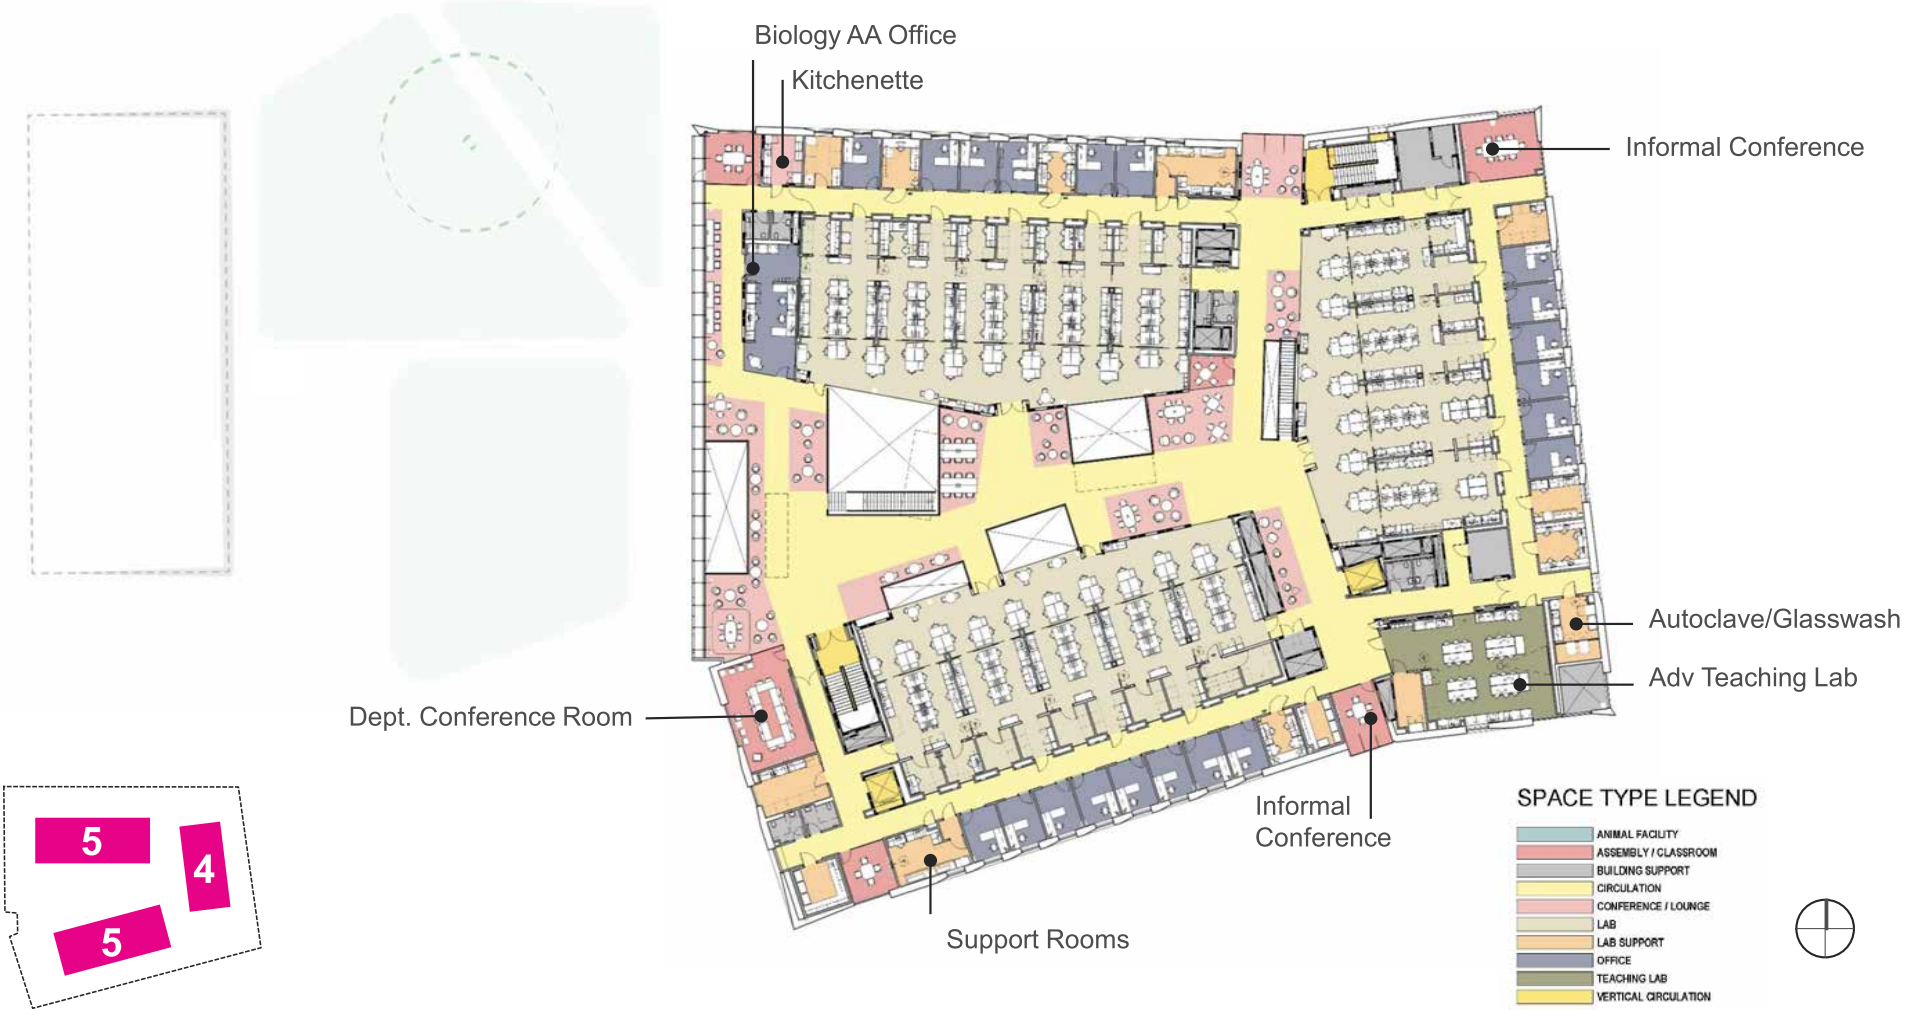 Biology AA Office
Kitchenette
Informal Conference
Autoclave/Glasswash
Adv Teaching Lab
Dept. Conference Room
Informal
Conference
Support Rooms
5
4
5
SPACE TYPE LEGEND
ANIMAL FACILITY
ASSEMBLY / CLASSROOM
BUILDING SUPPORT
CIRCULATION
CONFERENCE / LOUNGE
LAB
LAB SUPPORT
OFFICE
TEACHING LAB
VERTICAL CIRCULATION